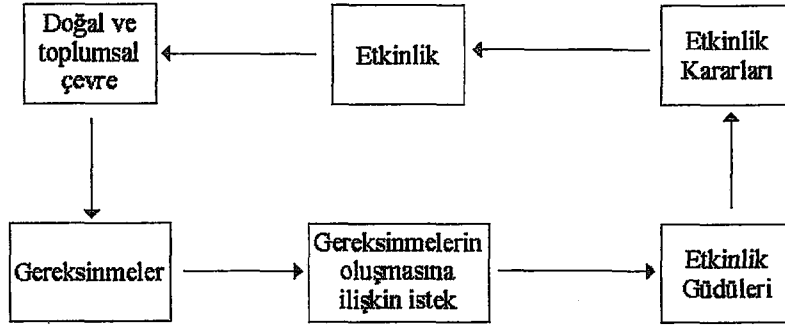 Doğal ve
toplumsal
çevre
Etkinlik
Etkinlik
Kararları
Gereksinmeler
Gereksinmelerin
oluşmasına
ilişkin istek
Etkinlik
Güdüleri